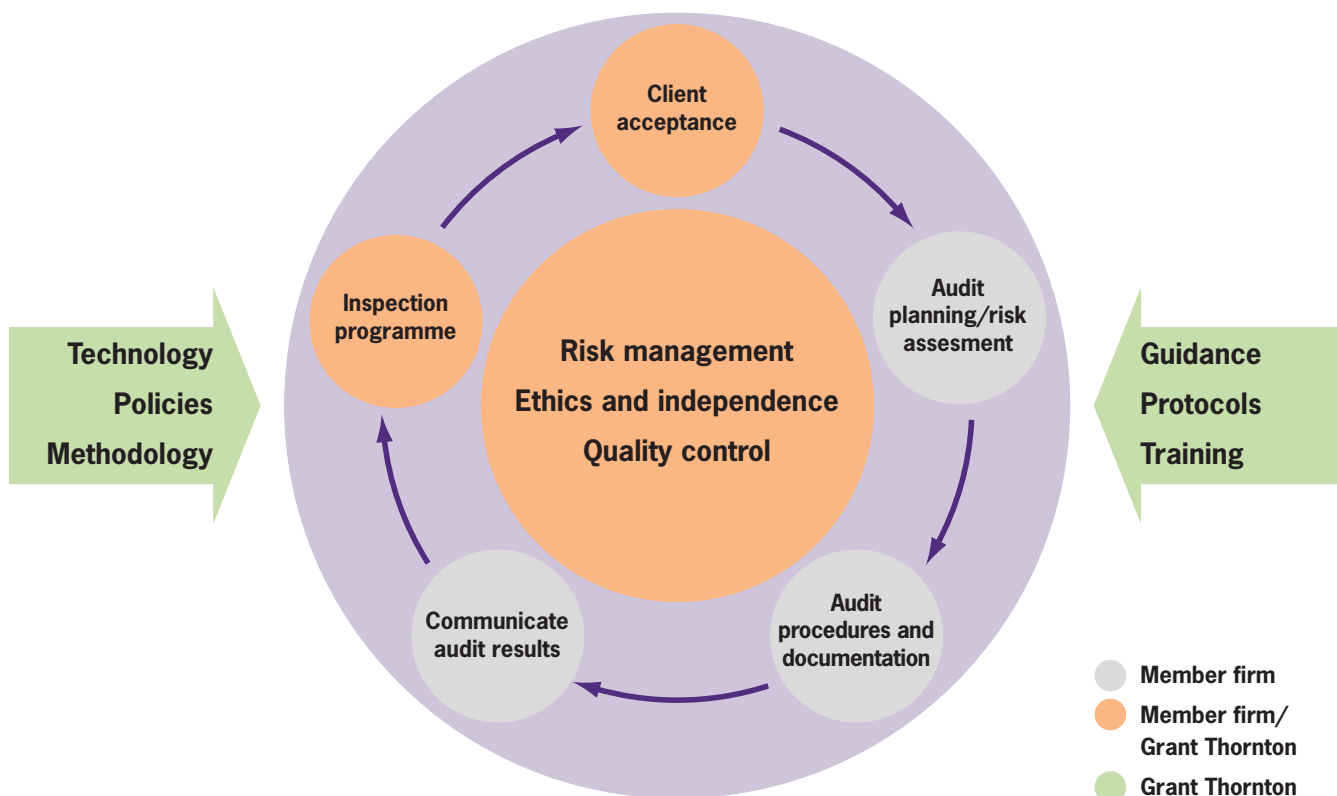 Client
acceptance
Audit
planning/risk
assesment
Audit
procedures and
documentation
Communicate
audit results
Inspection
programme
Risk management
Ethics and independence
Quality control
Technology
Policies
Methodology
Guidance
Protocols
Training
Member firm
Member firm/
Grant Thornton
Grant Thornton